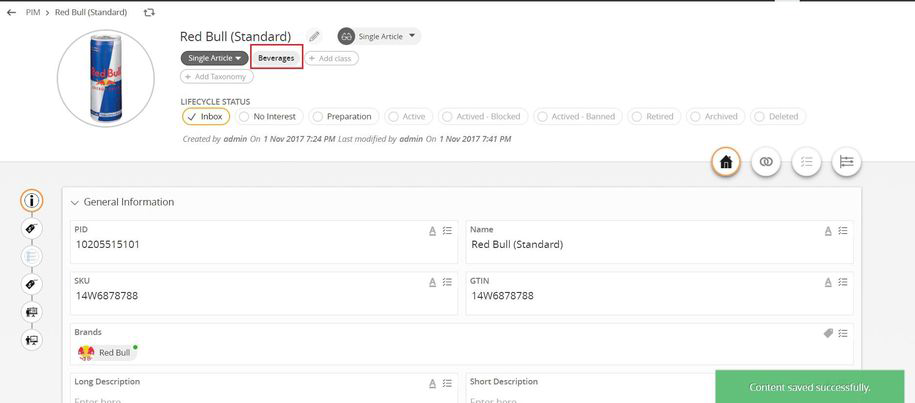 PIM > Red Bull (Standard)
Red Bull (Standard)
Single Article
Single Article
Beverages
+ Add class
+ Add Taxonomy
LIFECYCLE STATUS
Inbox
No Interest
Preparation
Active
Actived - Blocked
Actived - Banned
Retired
Archived
Deleted
Created by admin On 1 Nov 2017 7:24 PM Last modified by admin On 1 Nov 2017 7:41 PM
General Information
PID
10205515101
Name
Red Bull (Standard)
SKU
14W6878788
GTIN
14W6878788
Brands
Red Bull
Long Description
Enter here
Short Description
Enter here
Content saved successfully.
Red Bull